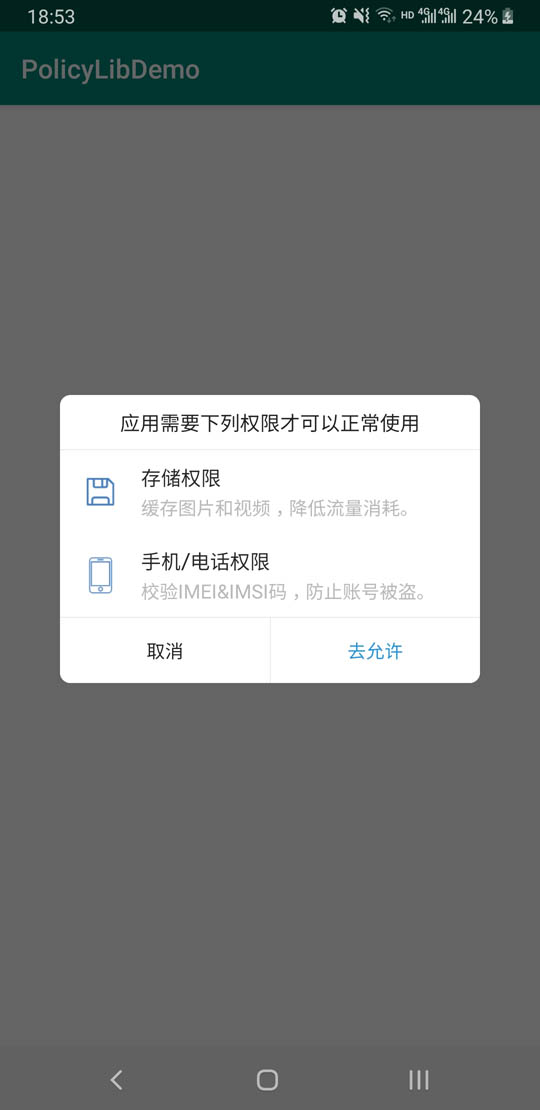 18:53
HD 4G 4G 24%
PolicyLibDemo
应用需要下列权限才可以正常使用
存储权限
缓存图片和视频，降低流量消耗。
手机/电话权限
校验IMEI&IMSI码，防止账号被盗。
取消
去允许